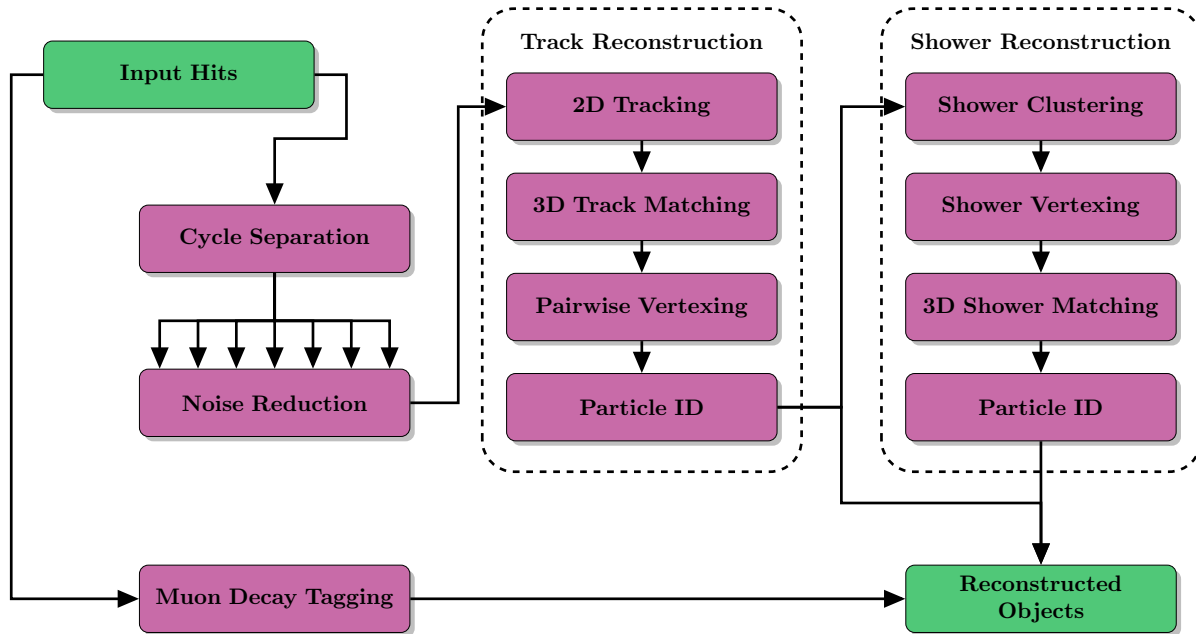 Input Hits
Cycle Separation
Noise Reduction
Muon Decay Tagging
Track Reconstruction
2D Tracking
3D Track Matching
Pairwise Vertexing
Particle ID
Shower Reconstruction
Shower Clustering
Shower Vertexing
3D Shower Matching
Particle ID
Reconstructed
Objects